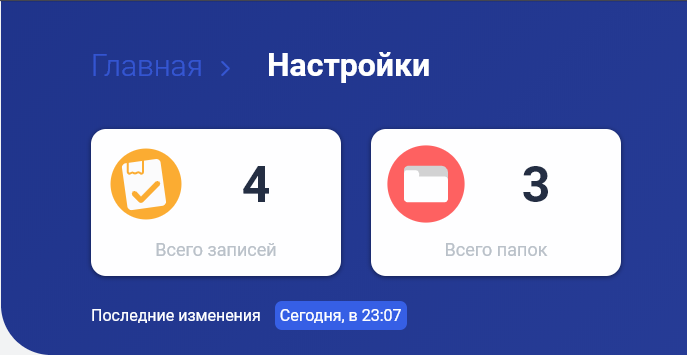 Главная > Настройки
4
3
Всего записей
Всего папок
Последние изменения Сегодня, в 23:07